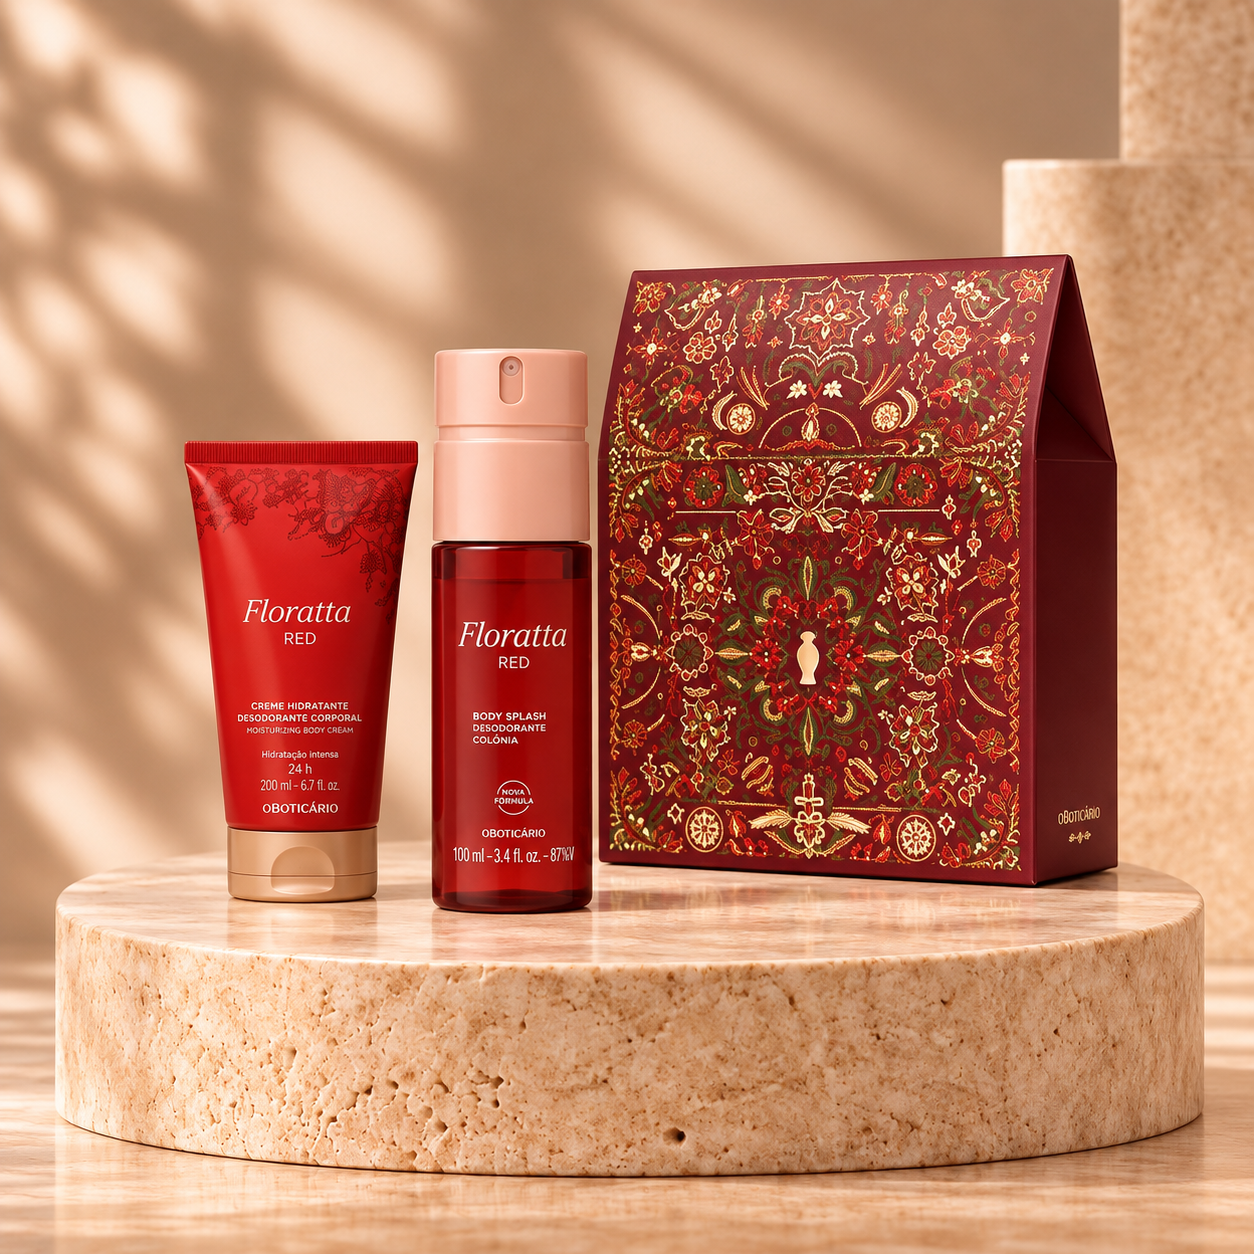 Floratta
RED
CREME HIDRATANTE
DESODORANTE CORPORAL
MOISTURIZING BODY CREAM
Hidratação intensa
24 h
200 ml - 6.7 fl. oz.
OBOTICÁRIO
Floratta
RED
BODY SPLASH
DESODORANTE
COLÓNIA
NOVA
FÓRMULA
OBOTICÁRIO
100 ml - 3.4 fl. oz. - 87%V
OBOTICÁRIO